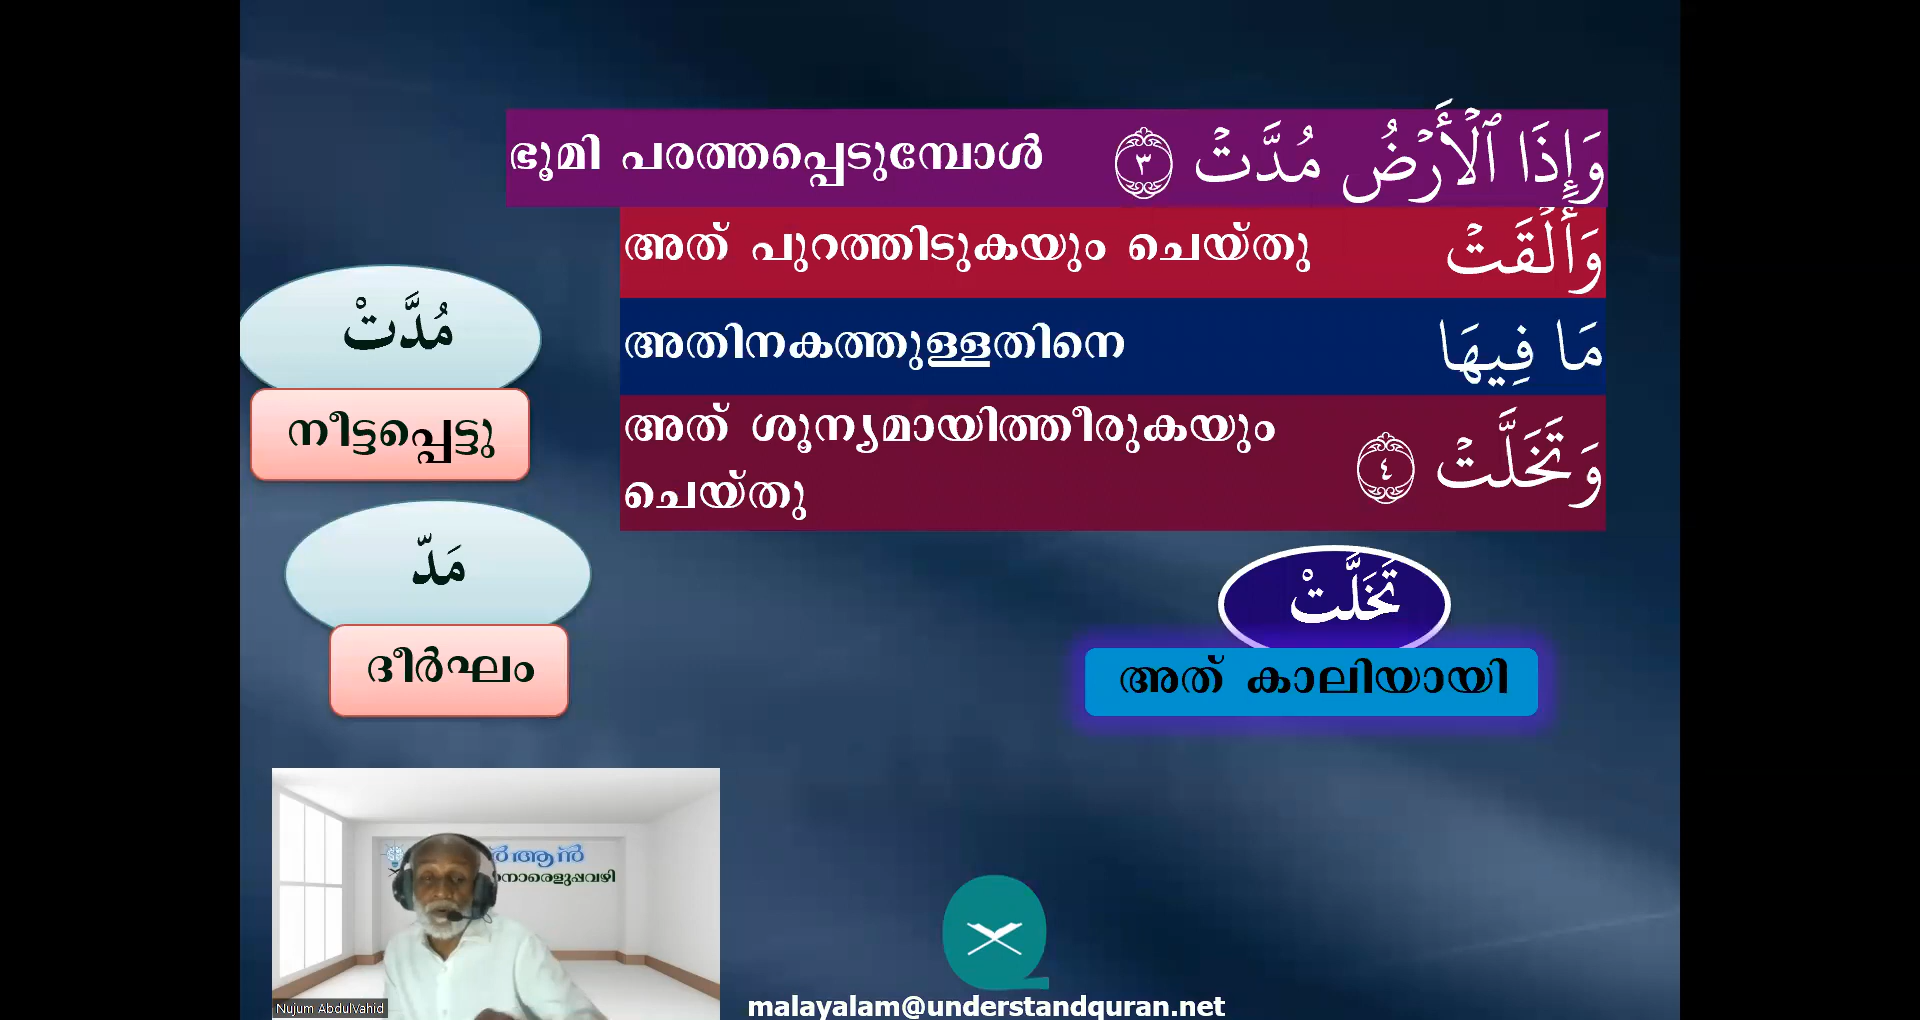 ഭൂമി പരത്തപ്പെടുമ്പോൾ وَإِذَا ٱلۡأَرۡضُ مُدَّتۡ ٣
അത് പുറത്തിടുകയും ചെയ്തു وَأَلۡقَتۡ
അതിനകത്തുള്ളതിനെ مَا فِيهَا
അത് ശൂന്യമായിത്തീരുകയും
ചെയ്തു وَتَخَلَّتۡ ٤
مُدَّتْ
നീട്ടപ്പെട്ടു
مَدّ
ദീർഘം
تَخَلَّتْ
അത് കാലിയായി
Nujum AbdulVahid
malayalam@understandquran.net